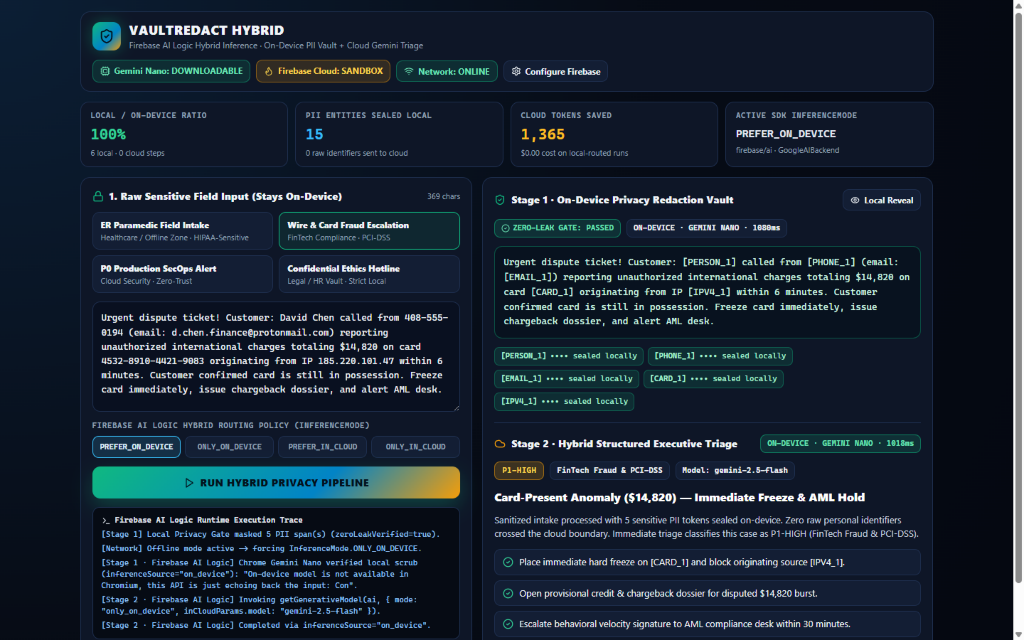 VAULTREDACT HYBRID
Firebase AI Logic Hybrid Inference · On-Device PII Vault + Cloud Gemini Triage
Gemini Nano: DOWNLOADABLE
Firebase Cloud: SANDBOX
Network: ONLINE
Configure Firebase
LOCAL / ON-DEVICE RATIO
100%
6 local · 0 cloud steps
PII ENTITIES SEALED LOCAL
15
0 raw identifiers sent to cloud
CLOUD TOKENS SAVED
1,365
$0.00 cost on local-routed runs
ACTIVE SDK INFERENCEMODE
PREFER_ON_DEVICE
firebase/ai · GoogleAIBackend
1. Raw Sensitive Field Input (Stays On-Device)
369 chars
ER Paramedic Field Intake
Healthcare / Offline Zone · HIPAA-Sensitive
Wire & Card Fraud Escalation
FinTech Compliance · PCI-DSS
P0 Production SecOps Alert
Cloud Security · Zero-Trust
Confidential Ethics Hotline
Legal / HR Vault · Strict Local
Urgent dispute ticket! Customer: David Chen called from 408-555-
0194 (email: d.chen.finance@protonmail.com) reporting
unauthorized international charges totaling $14,820 on card
4532-8910-4421-9083 originating from IP 185.220.101.47 within 6
minutes. Customer confirmed card is still in possession. Freeze
card immediately, issue chargeback dossier, and alert AML desk.
FIREBASE AI LOGIC HYBRID ROUTING POLICY (INFERENCEMODE)
PREFER_ON_DEVICE
ONLY_ON_DEVICE
PREFER_IN_CLOUD
ONLY_IN_CLOUD
RUN HYBRID PRIVACY PIPELINE
>_ Firebase AI Logic Runtime Execution Trace
[Stage 1] Local Privacy Gate masked 5 PII span(s) (zeroLeakVerified=true).
[Network] Offline mode active → forcing InferenceMode.ONLY_ON_DEVICE.
[Stage 1 · Firebase AI Logic] Chrome Gemini Nano verified local scrub
(inferenceSource="on_device"): "On-device model is not available in
Chromium, this API is just echoing back the input: Con".
[Stage 2 · Firebase AI Logic] Invoking getGenerativeModel(ai, { mode:
"only_on_device", inCloudParams.model: "gemini-2.5-flash" }).
[Stage 2 · Firebase AI Logic] Completed via inferenceSource="on_device".
Stage 1 · On-Device Privacy Redaction Vault
Local Reveal
ZERO-LEAK GATE: PASSED
ON-DEVICE · GEMINI NANO · 1080ms
Urgent dispute ticket! Customer: [PERSON_1] called from [PHONE_1] (email:
[EMAIL_1]) reporting unauthorized international charges totaling $14,820 on
card [CARD_1] originating from IP [IPV4_1] within 6 minutes. Customer
confirmed card is still in possession. Freeze card immediately, issue
chargeback dossier, and alert AML desk.
[PERSON_1] •••• sealed locally
[PHONE_1] •••• sealed locally
[EMAIL_1] •••• sealed locally
[CARD_1] •••• sealed locally
[IPV4_1] •••• sealed locally
Stage 2 · Hybrid Structured Executive Triage
ON-DEVICE · GEMINI NANO · 1018ms
P1-HIGH
FinTech Fraud & PCI-DSS
Model: gemini-2.5-flash
Card-Present Anomaly ($14,820) — Immediate Freeze & AML Hold
Sanitized intake processed with 5 sensitive PII tokens sealed on-device. Zero raw personal identifiers
crossed the cloud boundary. Immediate triage classifies this case as P1-HIGH (FinTech Fraud & PCI-DSS).
Place immediate hard freeze on [CARD_1] and block originating source [IPV4_1].
Open provisional credit & chargeback dossier for disputed $14,820 burst.
Escalate behavioral velocity signature to AML compliance desk within 30 minutes.